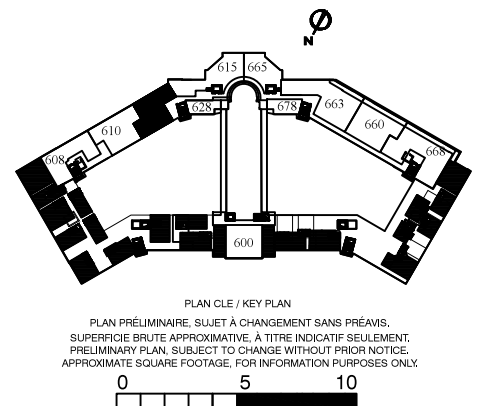 N
615 665
628 678
663
660
668
610
608
600
PLAN CLE / KEY PLAN
PLAN PRÉLIMINAIRE, SUJET À CHANGEMENT SANS PRÉAVIS.
SUPERFICIE BRUTE APPROXIMATIVE, À TITRE INDICATIF SEULEMENT.
PRELIMINARY PLAN, SUBJECT TO CHANGE WITHOUT PRIOR NOTICE.
APPROXIMATE SQUARE FOOTAGE, FOR INFORMATION PURPOSES ONLY.
0 5 10